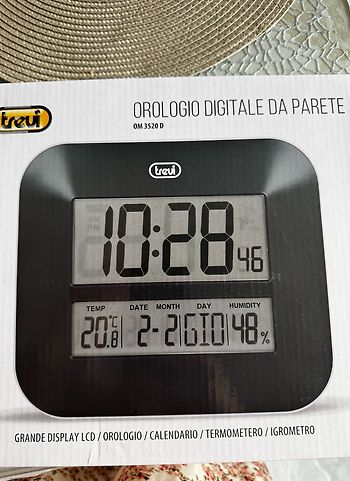 trevi
OROLOGIO DIGITALE DA PARETE
OM 3520 D
trevi
10:28 46
TEMP DATE MONTH DAY HUMIDITY
20.8°C 2-2 GIO 48%
GRANDE DISPLAY LCD / OROLOGIO / CALENDARIO / TERMOMETERO / IGROMETRO